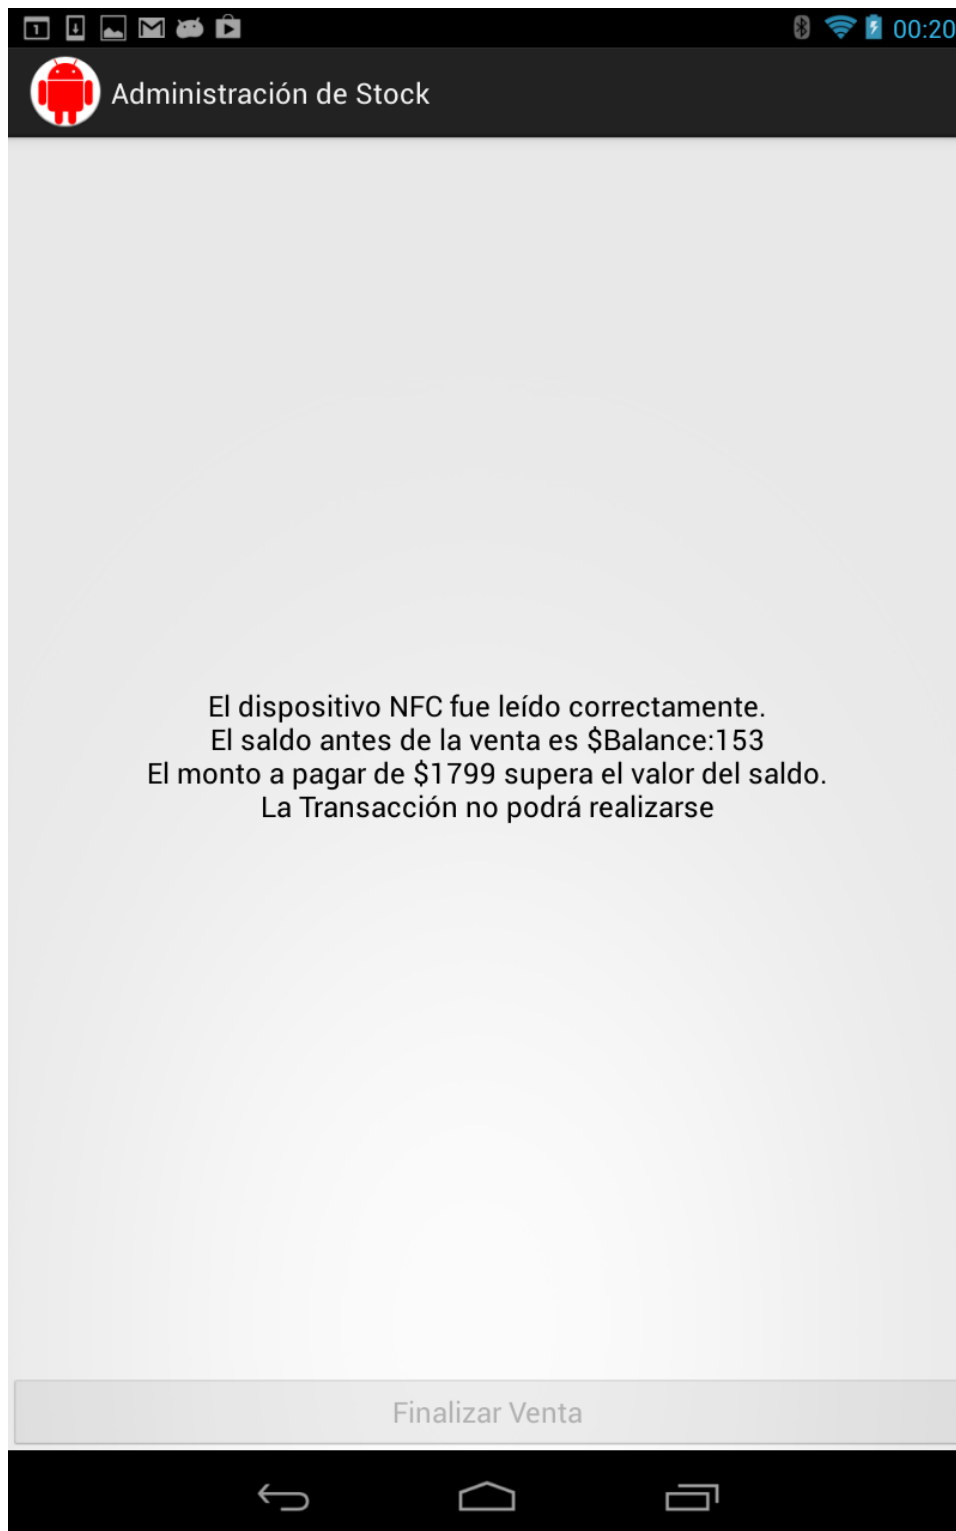 1
00:20
Administración de Stock
El dispositivo NFC fue leído correctamente.
El saldo antes de la venta es $Balance:153
El monto a pagar de $1799 supera el valor del saldo.
La Transacción no podrá realizarse
Finalizar Venta